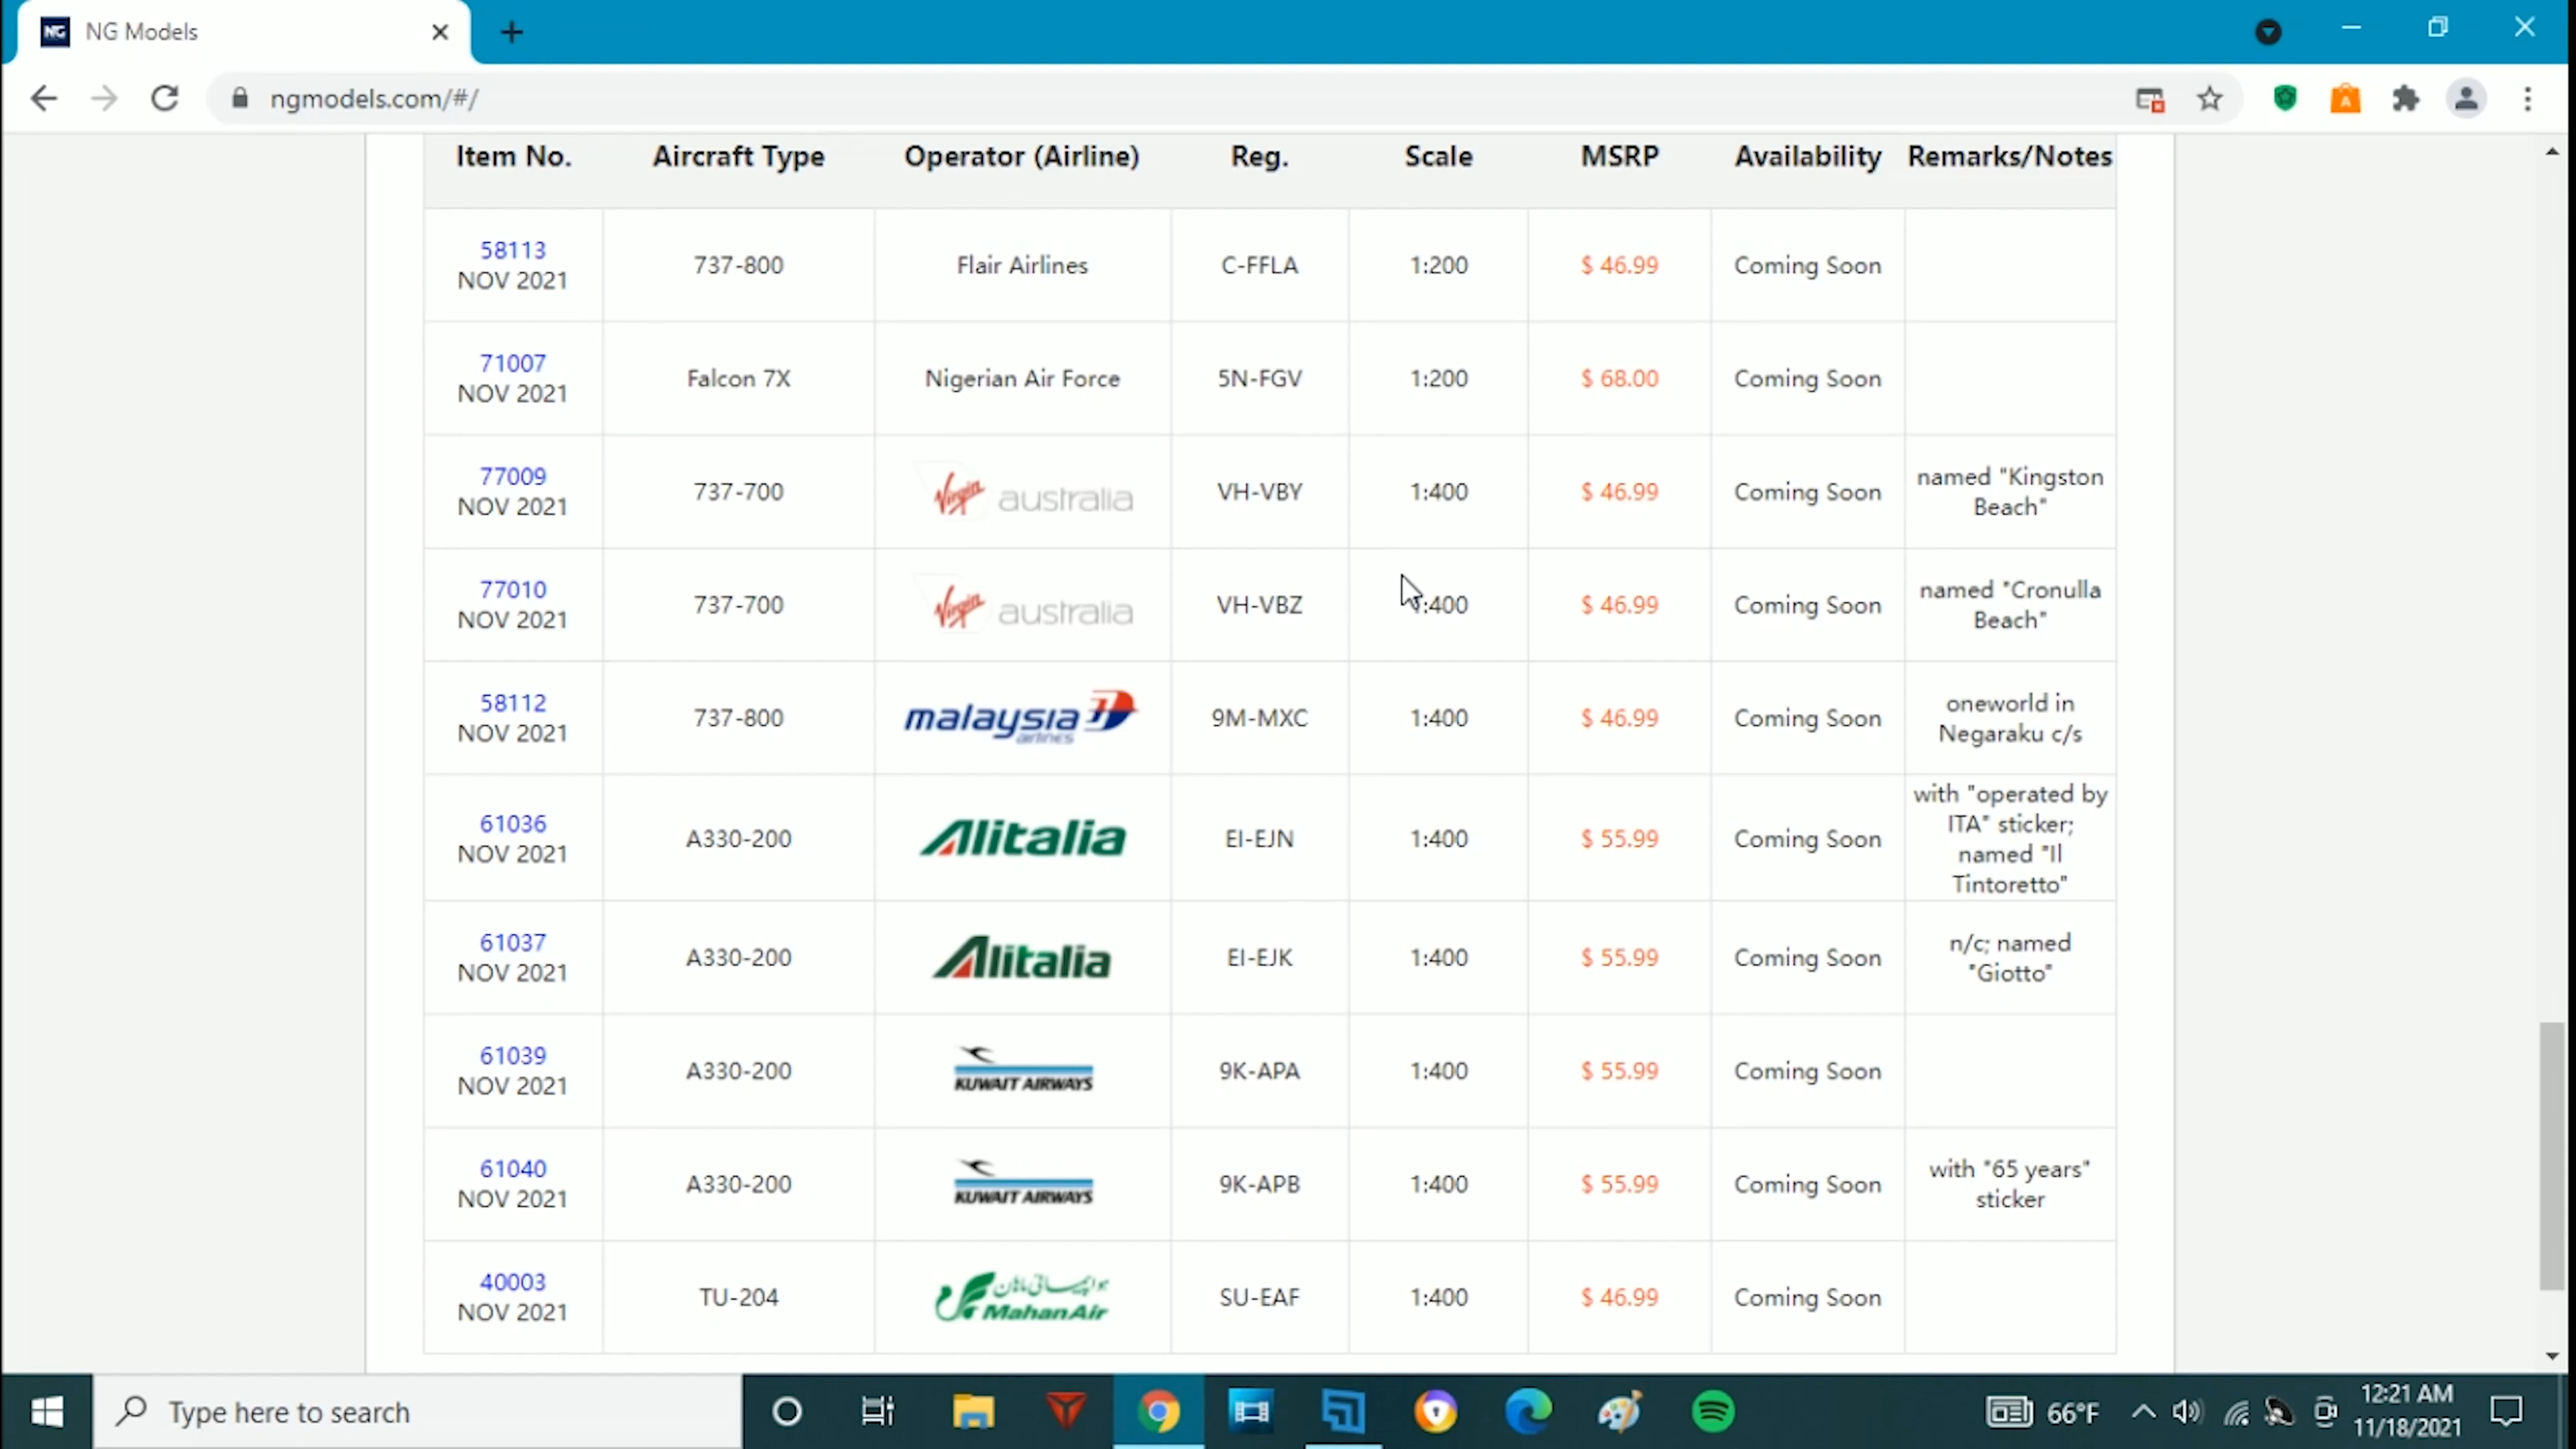 NG NG Models
ngmodels.com/#/
Item No. Aircraft Type Operator (Airline) Reg. Scale MSRP Availability Remarks/Notes
58113
NOV 2021
737-800 Flair Airlines C-FFLA 1:200 $ 46.99 Coming Soon
71007
NOV 2021
Falcon 7X Nigerian Air Force 5N-FGV 1:200 $ 68.00 Coming Soon
77009
NOV 2021
737-700 Virgin australia VH-VBY 1:400 $ 46.99 Coming Soon
named "Kingston
Beach"
77010
NOV 2021
737-700 Virgin australia VH-VBZ :400 $ 46.99 Coming Soon
named "Cronulla
Beach"
58112
NOV 2021
737-800 malaysia airlines 9M-MXC 1:400 $ 46.99 Coming Soon
oneworld in
Negaraku c/s
61036
NOV 2021
A330-200 Alitalia EI-EJN 1:400 $ 55.99 Coming Soon
with "operated by
ITA" sticker;
named "Il
Tintoretto"
61037
NOV 2021
A330-200 Alitalia EI-EJK 1:400 $ 55.99 Coming Soon
n/c; named
"Giotto"
61039
NOV 2021
A330-200 KUWAIT AIRWAYS 9K-APA 1:400 $ 55.99 Coming Soon
61040
NOV 2021
A330-200 KUWAIT AIRWAYS 9K-APB 1:400 $ 55.99 Coming Soon
with "65 years"
sticker
40003
NOV 2021
TU-204 هواپیمائی ماهان MahanAir SU-EAF 1:400 $ 46.99 Coming Soon
Type here to search
66°F
12:21 AM
11/18/2021